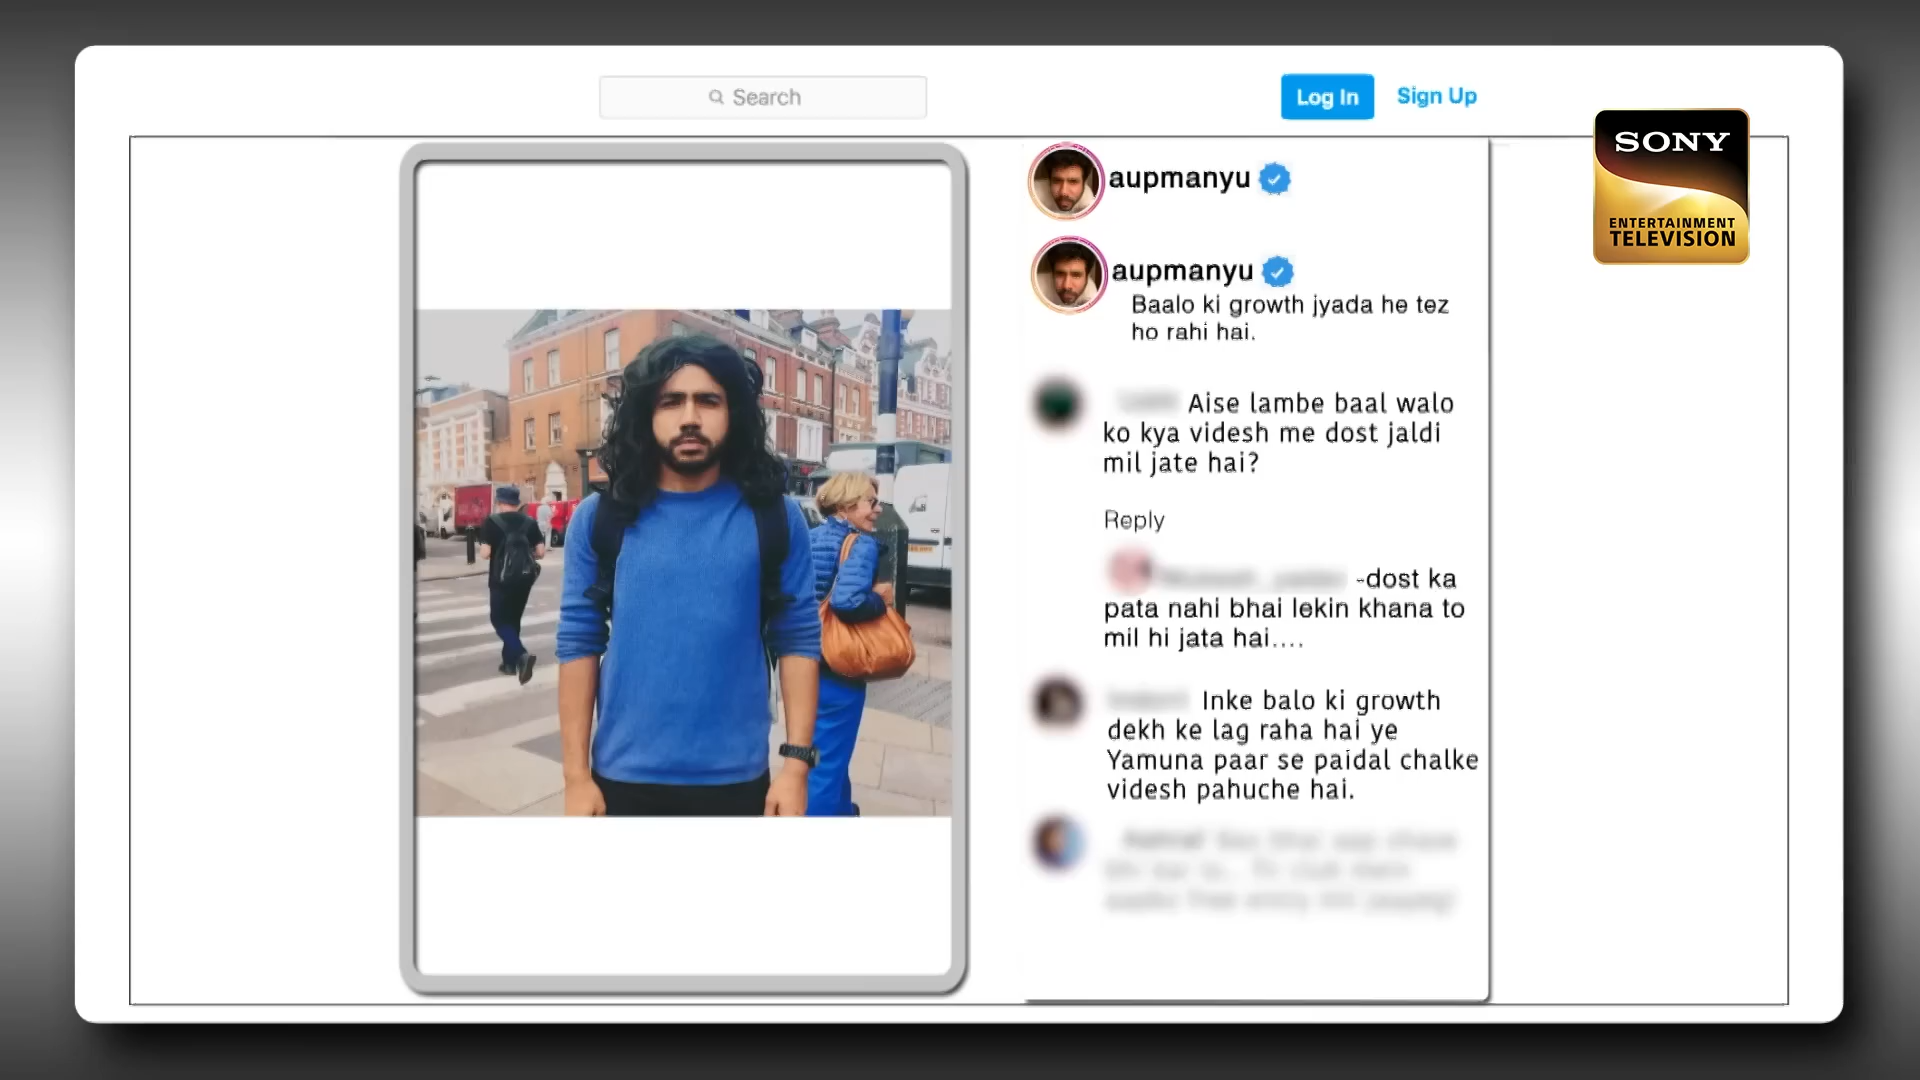 Search
Log In
Sign Up
SONY
ENTERTAINMENT
TELEVISION
aupmanyu
aupmanyu
Baalo ki growth jyada he tez
ho rahi hai.
Aise lambe baal walo
ko kya videsh me dost jaldi
mil jate hai?
Reply
-dost ka
pata nahi bhai lekin khana to
mil hi jata hai....
Inke balo ki growth
dekh ke lag raha hai ye
Yamuna paar se paidal chalke
videsh pahuche hai.